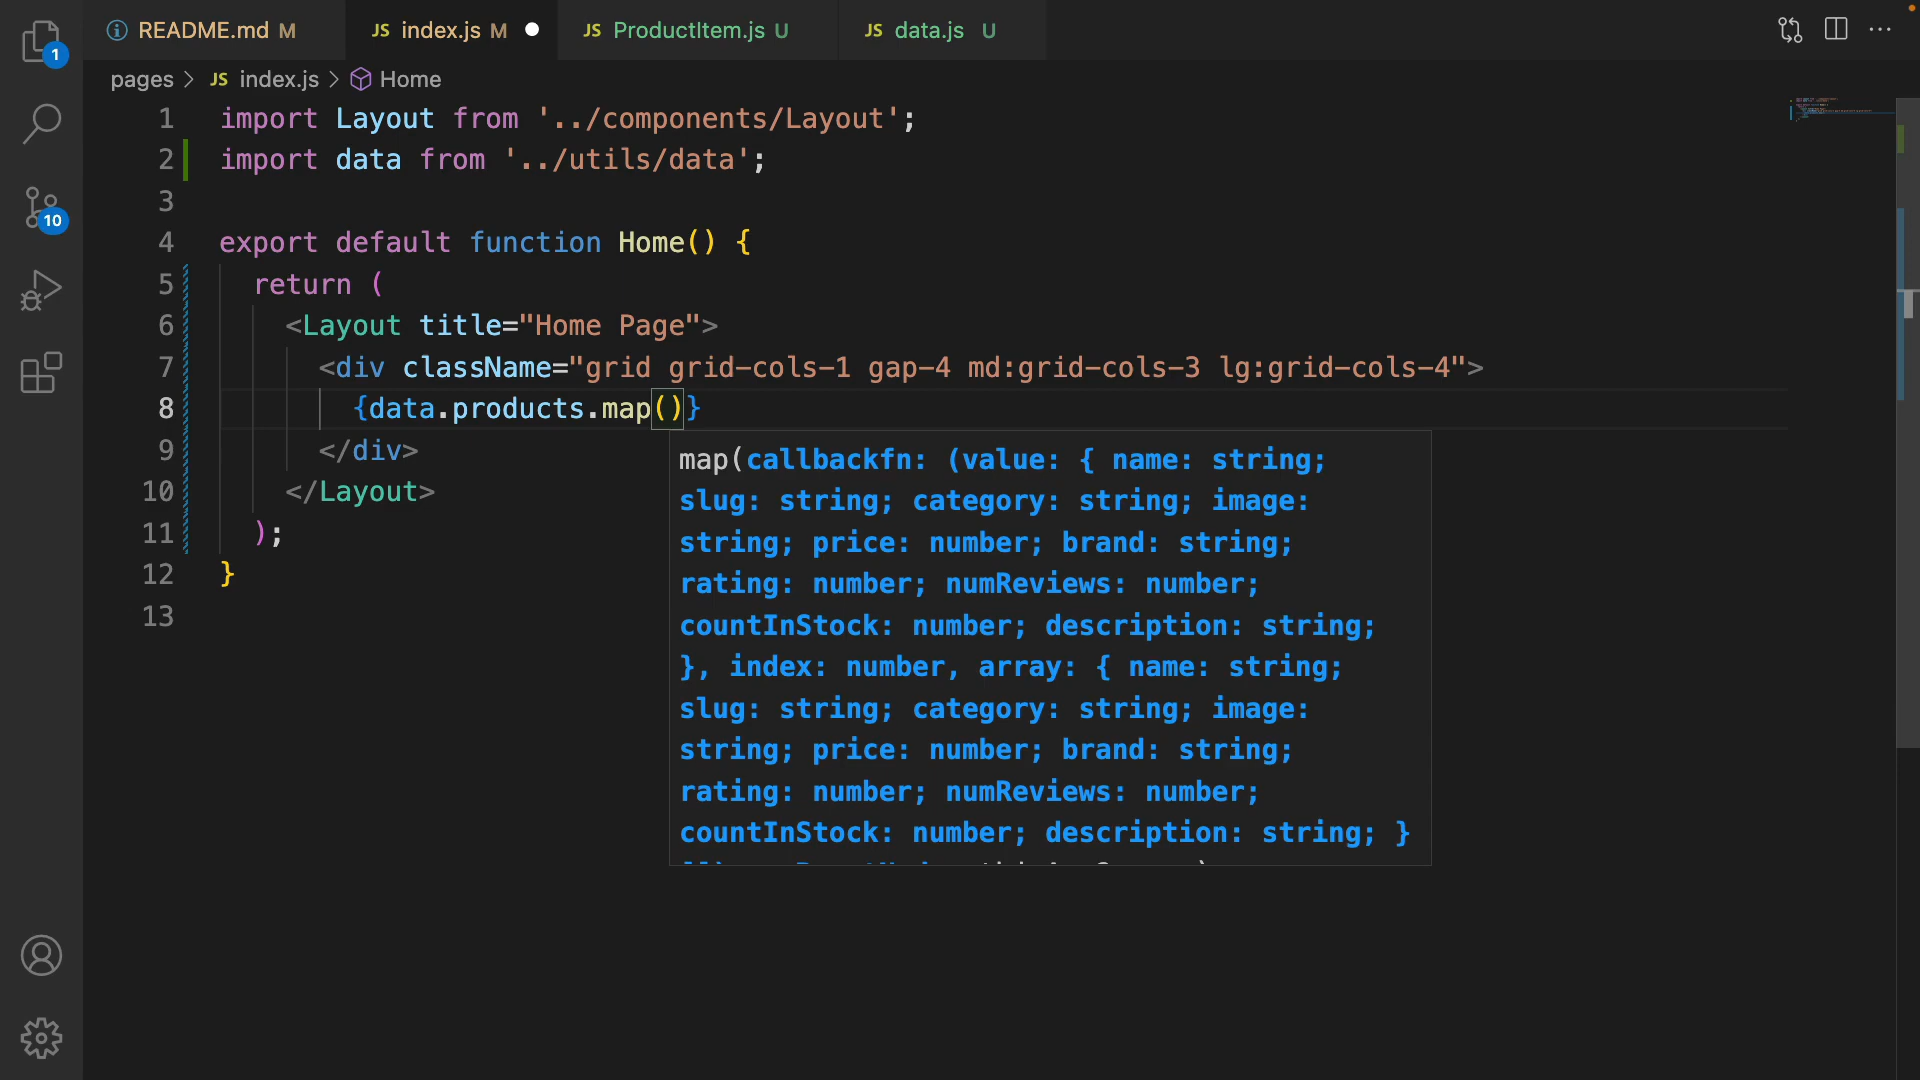 README.md M
JS index.js M
JS ProductItem.js U
JS data.js U
pages > JS index.js > Home
1
10
1 import Layout from '../components/Layout';
2 import data from '../utils/data';
3
4 export default function Home() {
5 return (
6 <Layout title="Home Page">
7 <div className="grid grid-cols-1 gap-4 md:grid-cols-3 lg:grid-cols-4">
8 {data.products.map()}
9 </div>
10 </Layout>
11 );
12 }
13
map(callbackfn: (value: { name: string;
slug: string; category: string; image:
string; price: number; brand: string;
rating: number; numReviews: number;
countInStock: number; description: string;
}, index: number, array: { name: string;
slug: string; category: string; image:
string; price: number; brand: string;
rating: number; numReviews: number;
countInStock: number; description: string; }